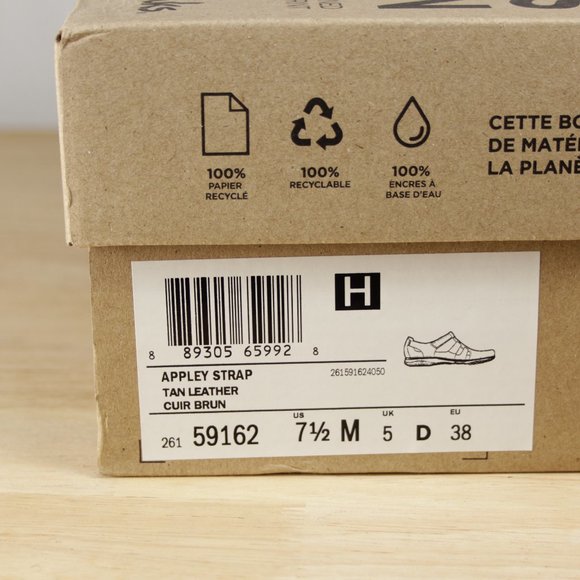 100%
PAPIER
RECYCLÉ
100%
RECYCLABLE
100%
ENCRES À
BASE D'EAU
CETTE BO
DE MATÉ
LA PLANÈ
H
8 89305 65992 8
APPLEY STRAP
261591624050
TAN LEATHER
CUIR BRUN
US UK EU
261 59162 7½ M 5 D 38